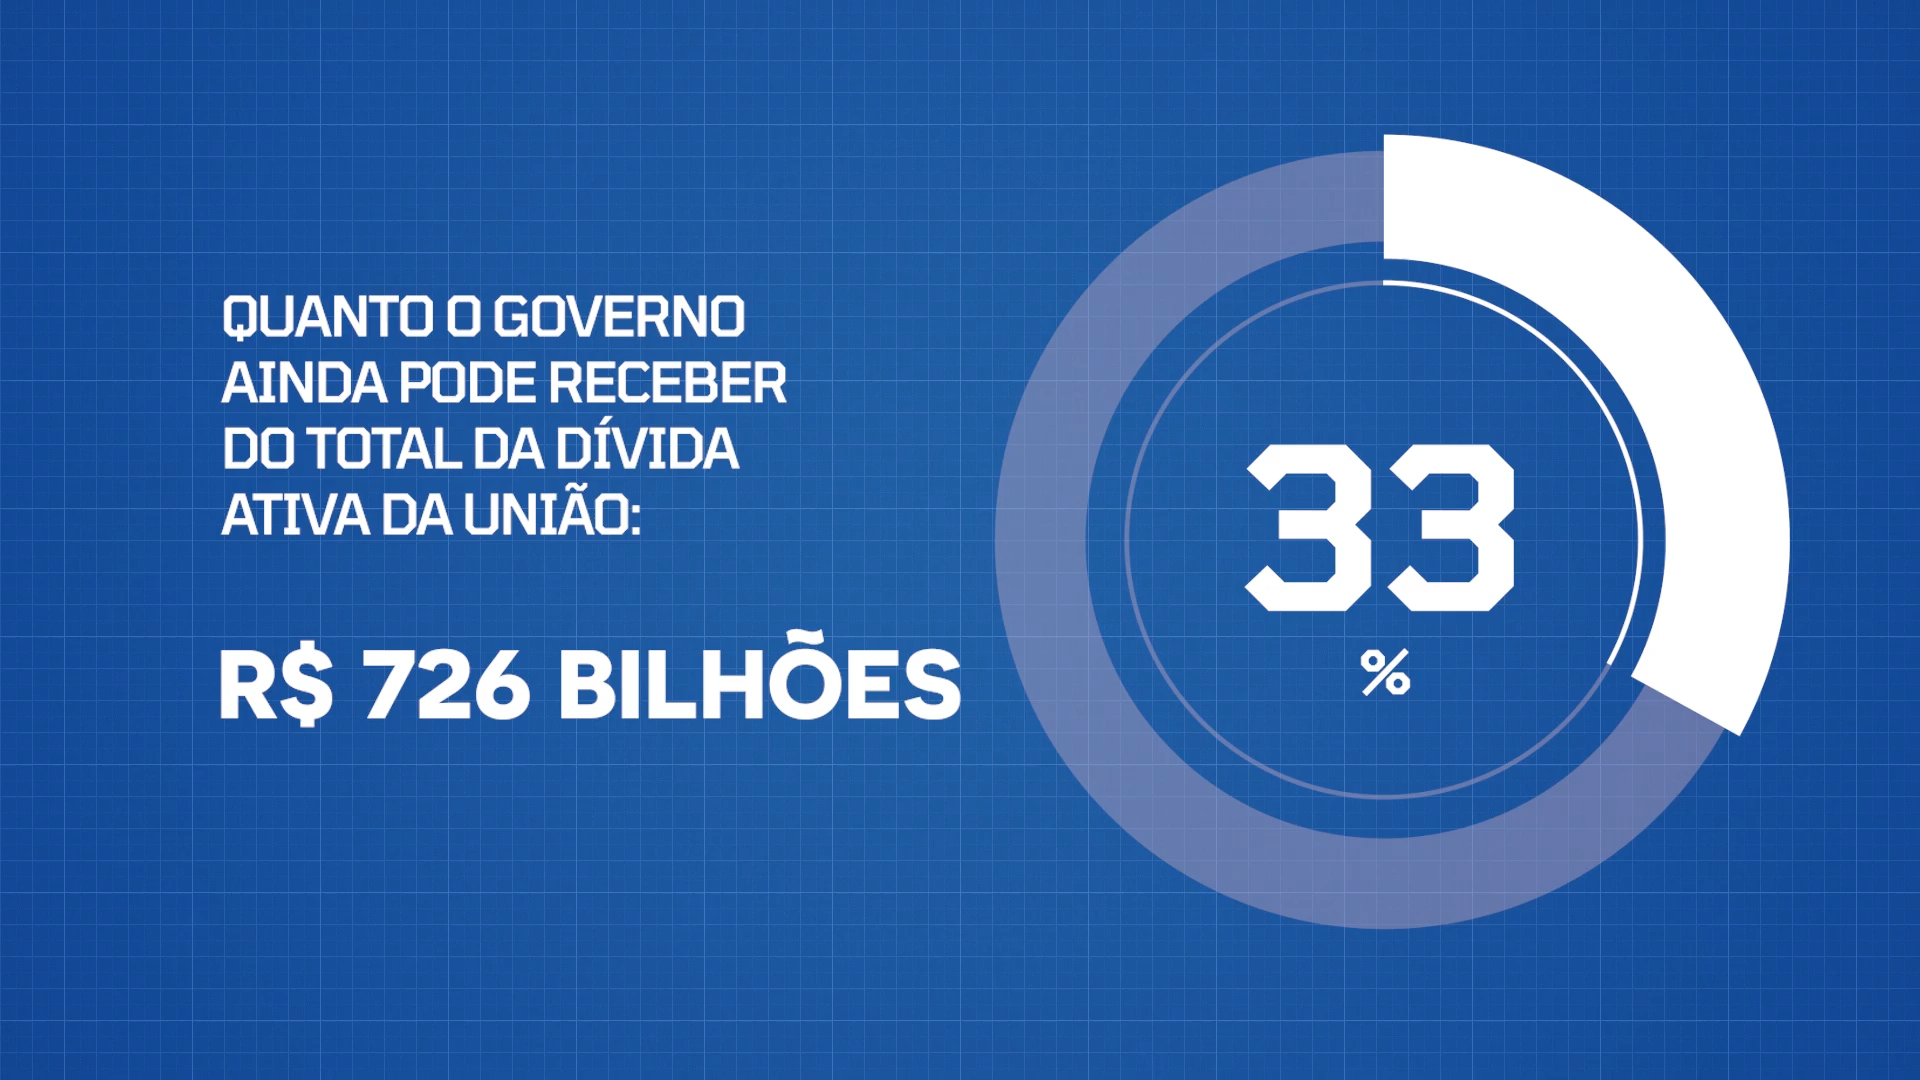 QUANTO O GOVERNO
AINDA PODE RECEBER
DO TOTAL DA DÍVIDA
ATIVA DA UNIÃO:
R$ 726 BILHÕES
33
%